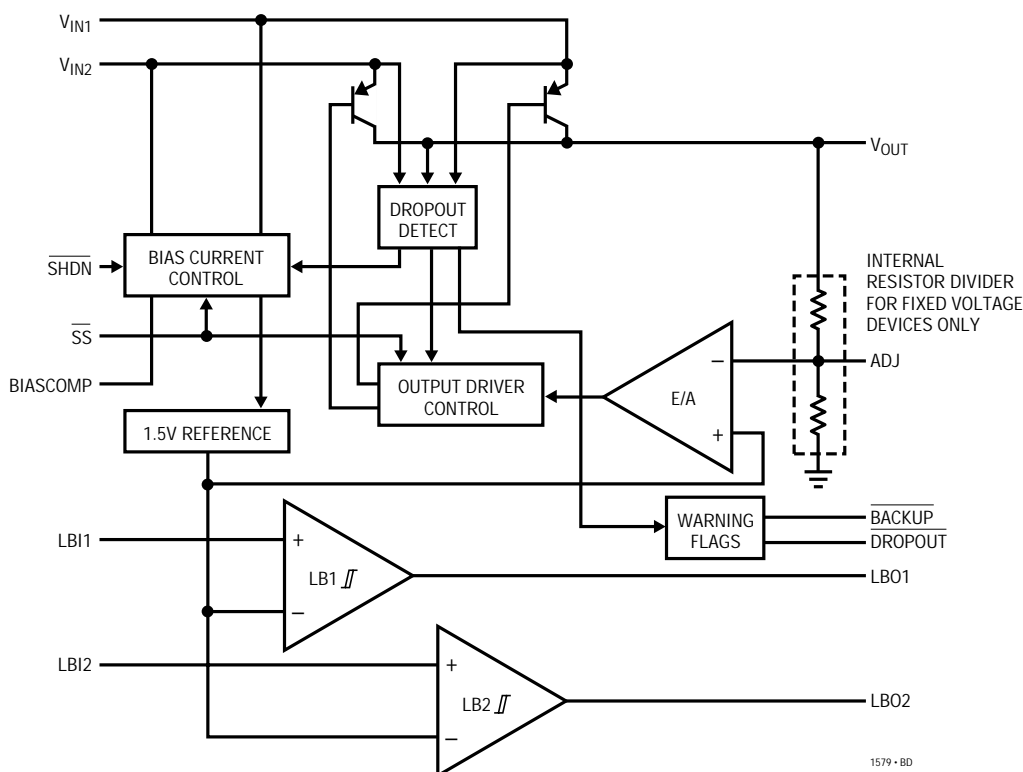 VIN1
VIN2
VOUT
DROPOUT
DETECT
SHDN
BIAS CURRENT
CONTROL
INTERNAL
RESISTOR DIVIDER
FOR FIXED VOLTAGE
DEVICES ONLY
SS
ADJ
BIASCOMP
OUTPUT DRIVER
CONTROL
E/A
−
+
1.5V REFERENCE
WARNING
FLAGS
BACKUP
DROPOUT
LBI1
+
LB1
−
LBO1
LBI2
+
LB2
−
LBO2
1579 • BD